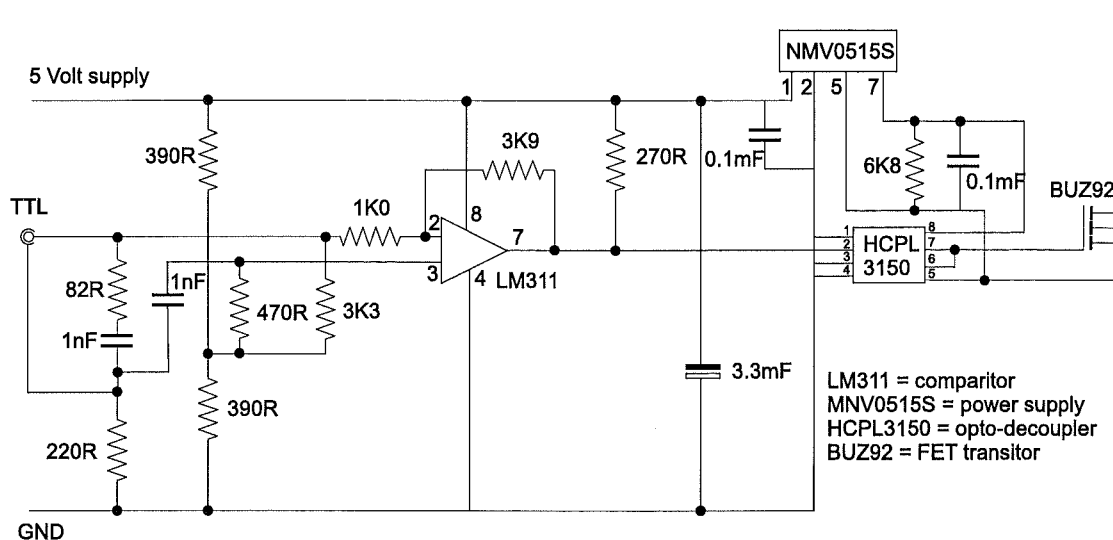 NMV0515S
5 Volt supply
1 2 5 7
390R
3K9
270R
0.1mF
6K8
0.1mF
BUZ92
TTL
1K0
2
8
7
3
4
LM311
1
2
3
4
HCPL
3150
8
7
6
5
82R
1nF
470R
3K3
1nF
3.3mF
390R
220R
LM311 = comparitor
MNV0515S = power supply
HCPL3150 = opto-decoupler
BUZ92 = FET transitor
GND